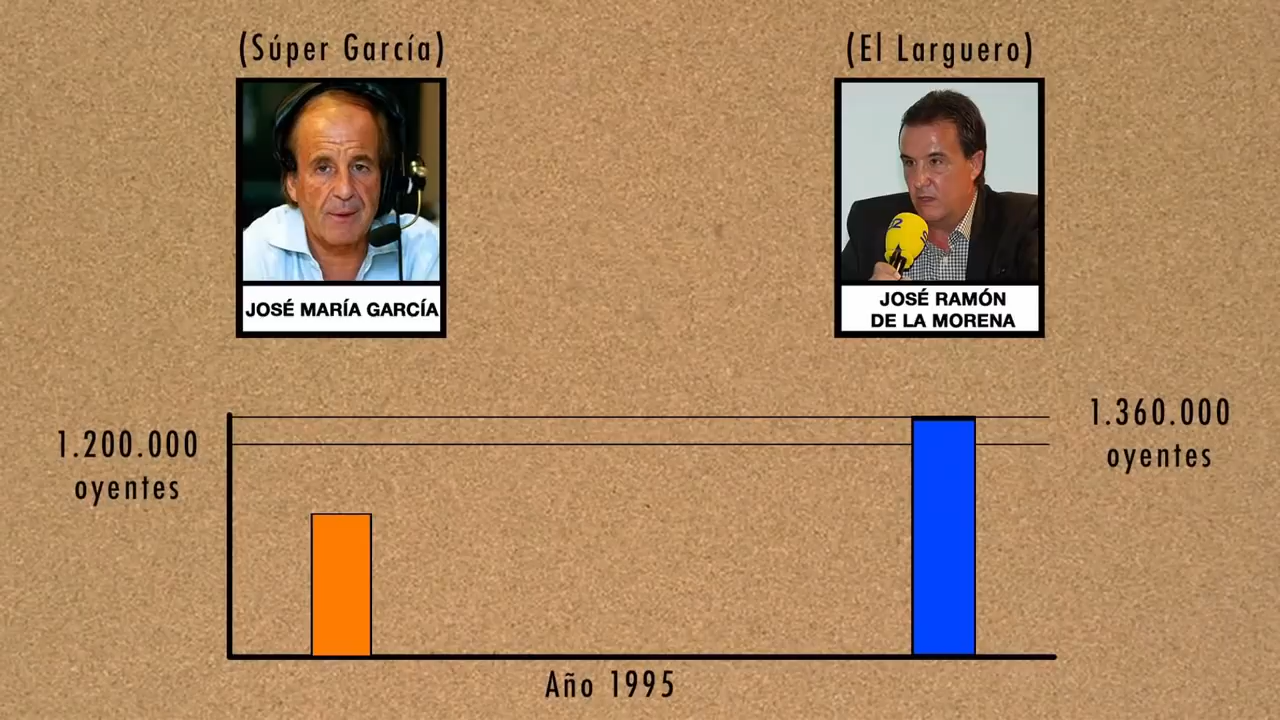 (Súper García)
(El Larguero)
JOSÉ MARÍA GARCÍA
JOSÉ RAMÓN
DE LA MORENA
1.200.000
oyentes
1.360.000
oyentes
Año 1995